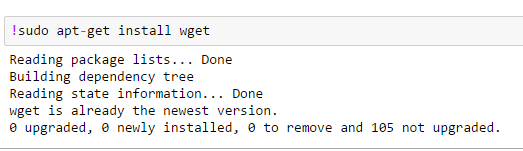 !sudo apt-get install wget
Reading package lists... Done
Building dependency tree
Reading state information... Done
wget is already the newest version.
0 upgraded, 0 newly installed, 0 to remove and 105 not upgraded.